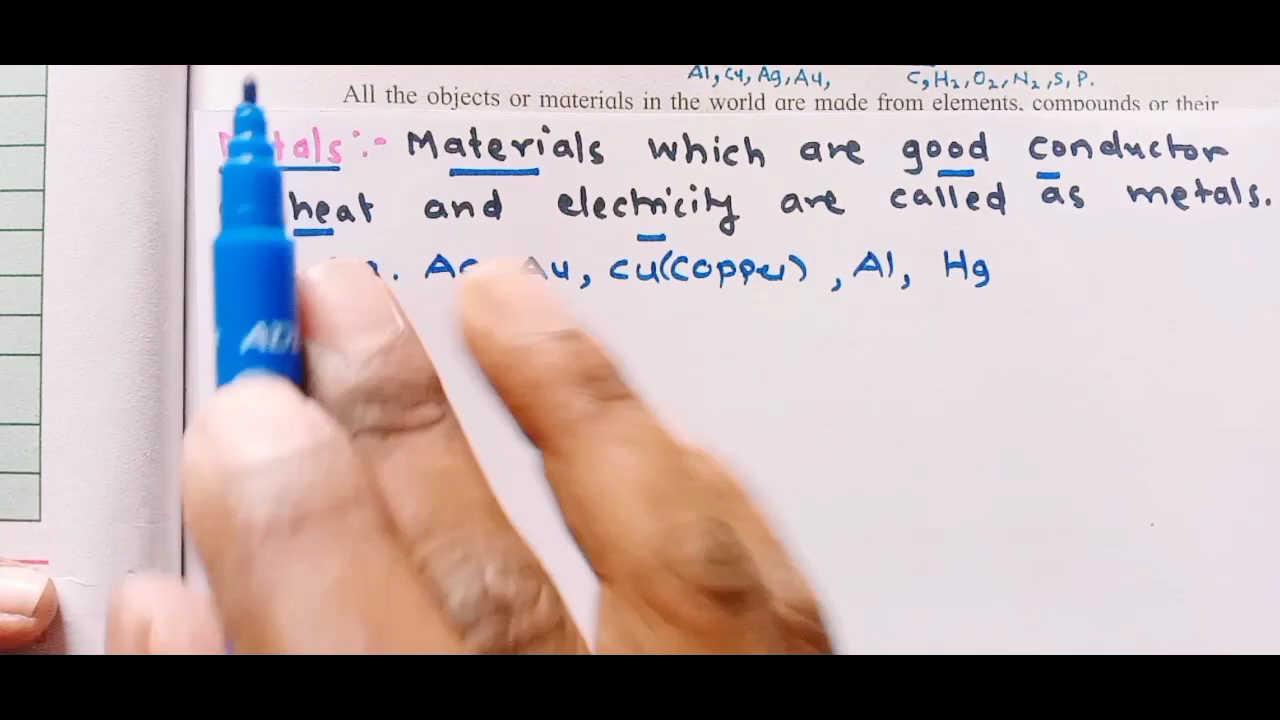 Al, Cu, Ag, Au, C, H2, O2, N2, S, P.
All the objects or materials in the world are made from elements, compounds or their
:- Materials which are good conductor
heat and electricity are called as metals.
Au, Cu(Copper), Al, Hg